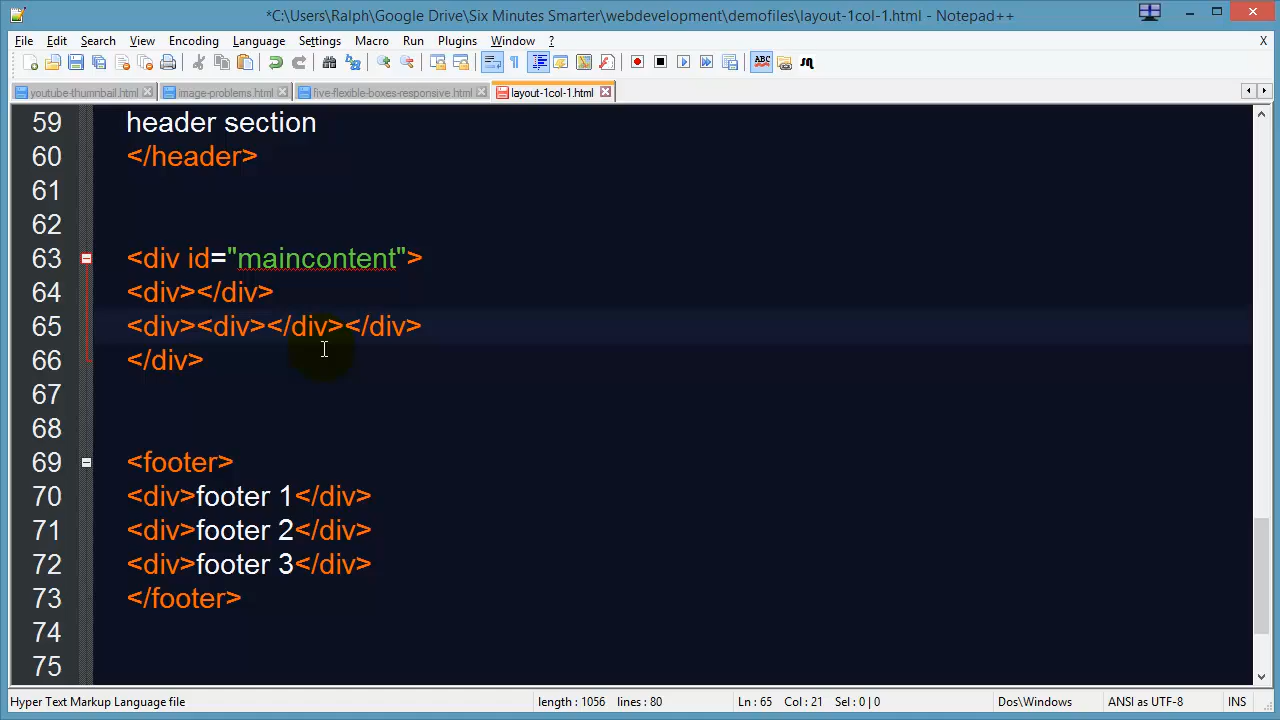 *C:\Users\Ralph\Google Drive\Six Minutes Smarter\webdevelopment\demofiles\layout-1col-1.html - Notepad++
File Edit Search View Encoding Language Settings Macro Run Plugins Window ? X
ABC
youtube-thumnbail.html image-problems.html five-flexible-boxes-responsive.html layout-1col-1.html
59 header section
60 </header>
61
62
63 <div id="maincontent">
64 <div></div>
65 <div><div></div></div>
66 </div>
67
68
69 <footer>
70 <div>footer 1</div>
71 <div>footer 2</div>
72 <div>footer 3</div>
73 </footer>
74
75
Hyper Text Markup Language file length : 1056 lines : 80 Ln : 65 Col : 21 Sel : 0 | 0 Dos\Windows ANSI as UTF-8 INS